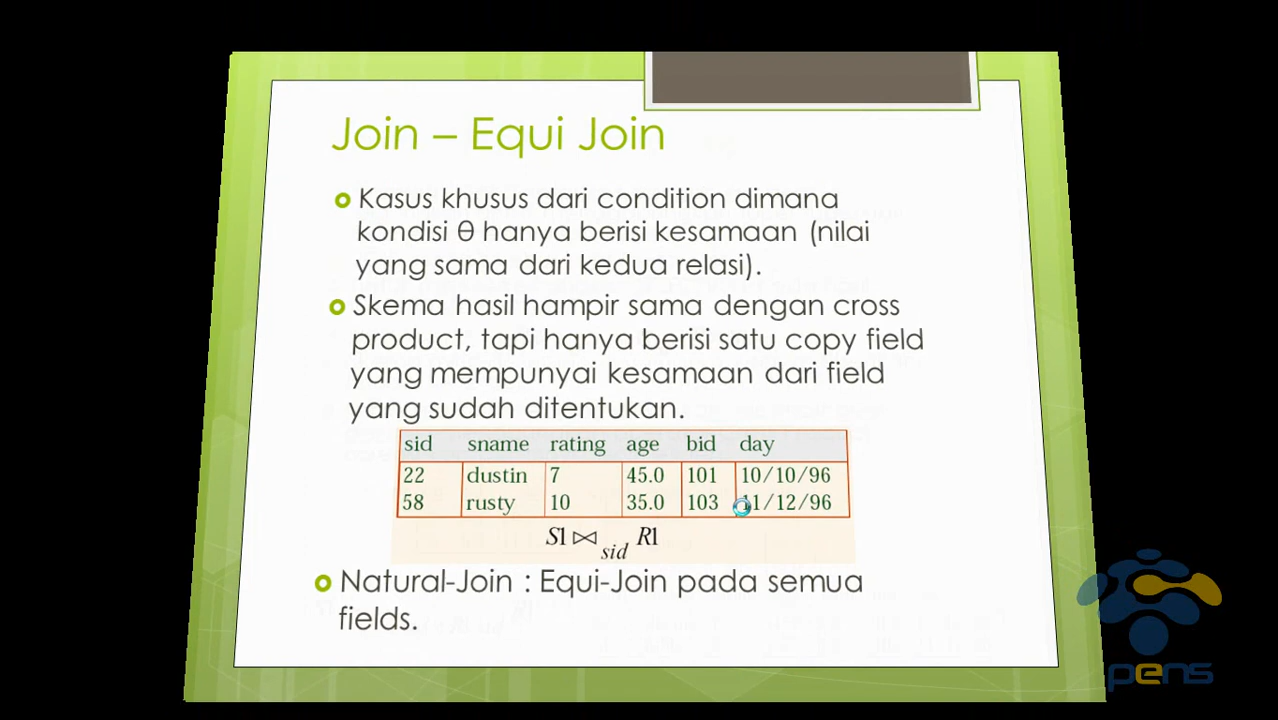 Join – Equi Join
Kasus khusus dari condition dimana
kondisi θ hanya berisi kesamaan (nilai
yang sama dari kedua relasi).
Skema hasil hampir sama dengan cross
product, tapi hanya berisi satu copy field
yang mempunyai kesamaan dari field
yang sudah ditentukan.
sid sname rating age bid day
22 dustin 7 45.0 101 10/10/96
58 rusty 10 35.0 103 11/12/96
S1 ⋈ sid R1
Natural-Join : Equi-Join pada semua
fields.
pens